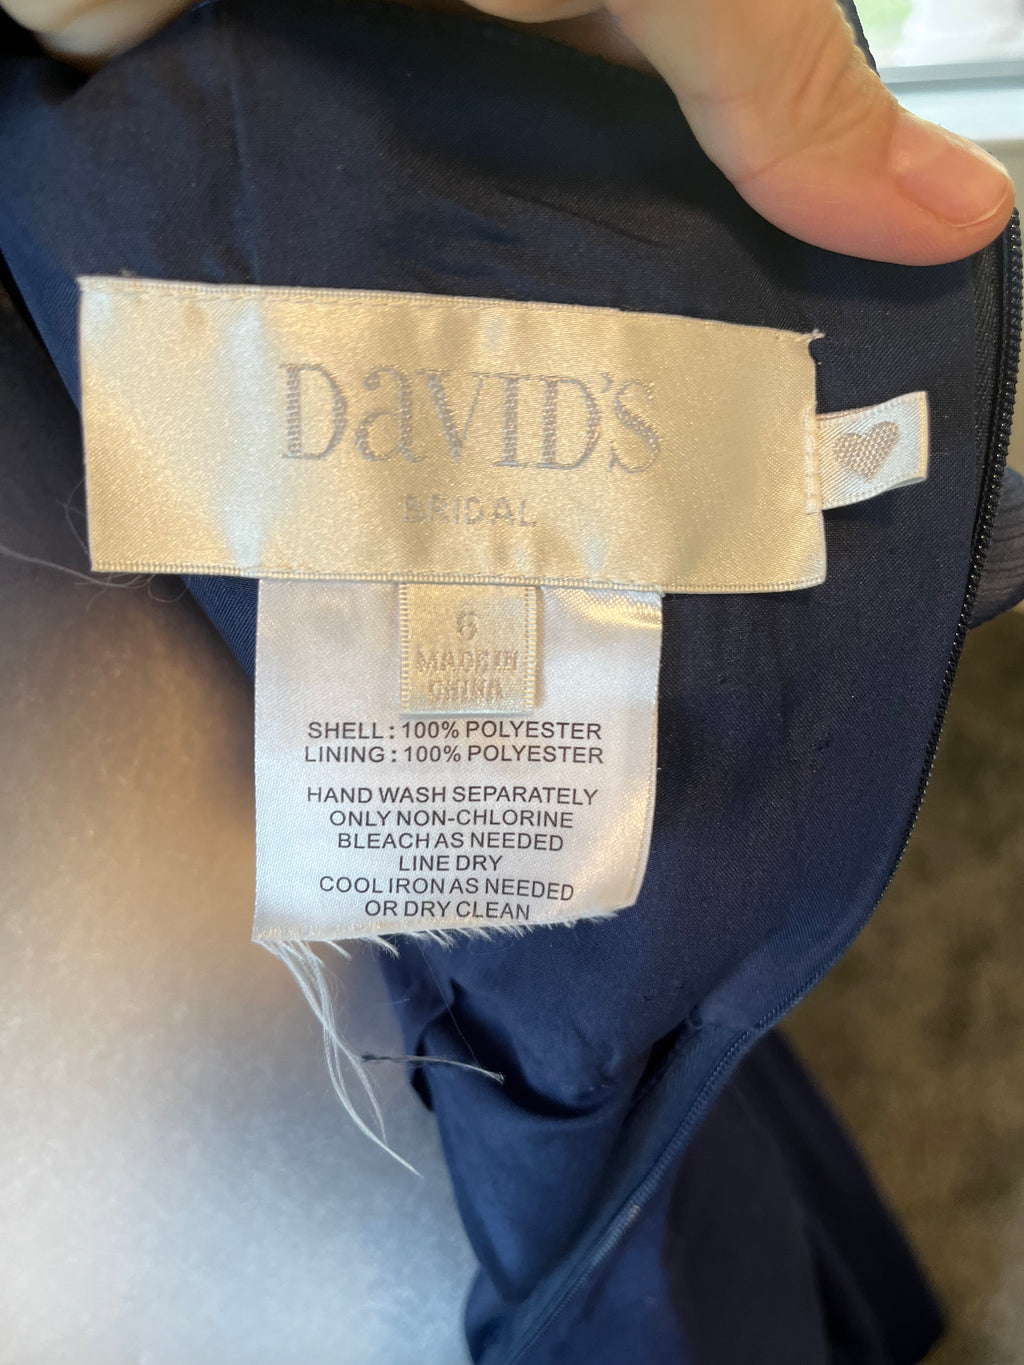 DaVID'S
BRIDAL
6
MADE IN
CHINA
SHELL : 100% POLYESTER
LINING : 100% POLYESTER
HAND WASH SEPARATELY
ONLY NON-CHLORINE
BLEACH AS NEEDED
LINE DRY
COOL IRON AS NEEDED
OR DRY CLEAN